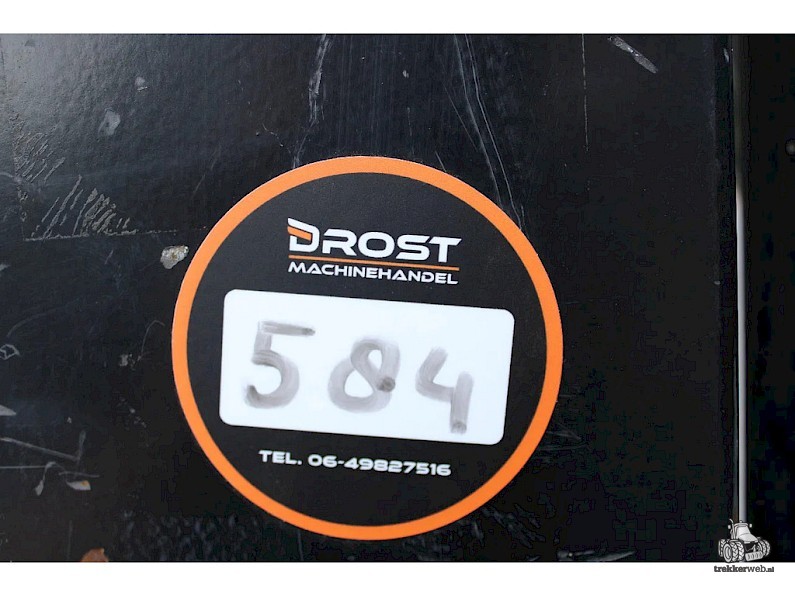 DROST
MACHINEHANDEL
584
TEL. 06-49827516
trekkerweb.nl